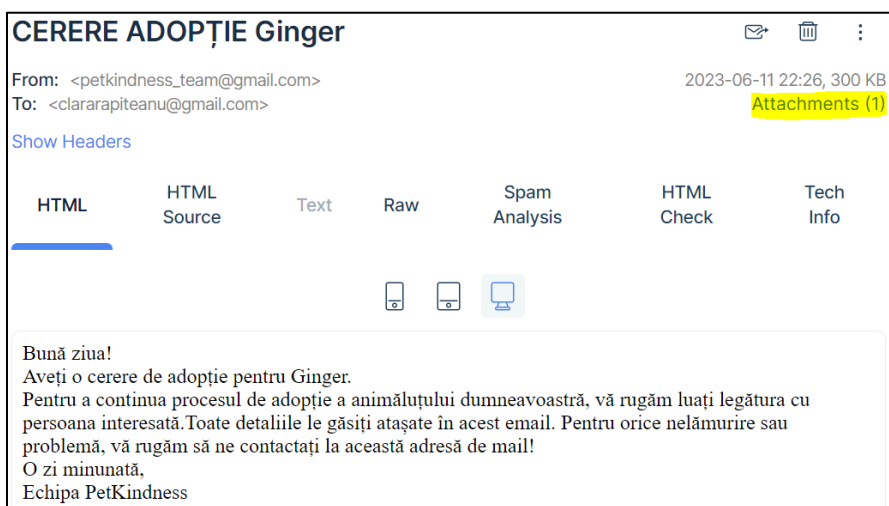 CERERE ADOPȚIE Ginger
From: <petkindness_team@gmail.com>
2023-06-11 22:26, 300 KB
To: <clararapiteanu@gmail.com>
Attachments (1)
Show Headers
HTML
HTML Source
Text
Raw
Spam Analysis
HTML Check
Tech Info
Bună ziua!
Aveți o cerere de adopție pentru Ginger.
Pentru a continua procesul de adopție a animăluțului dumneavoastră, vă rugăm luați legătura cu
persoana interesată.Toate detaliile le găsiți atașate în acest email. Pentru orice nelămurire sau
problemă, vă rugăm să ne contactați la această adresă de mail!
O zi minunată,
Echipa PetKindness